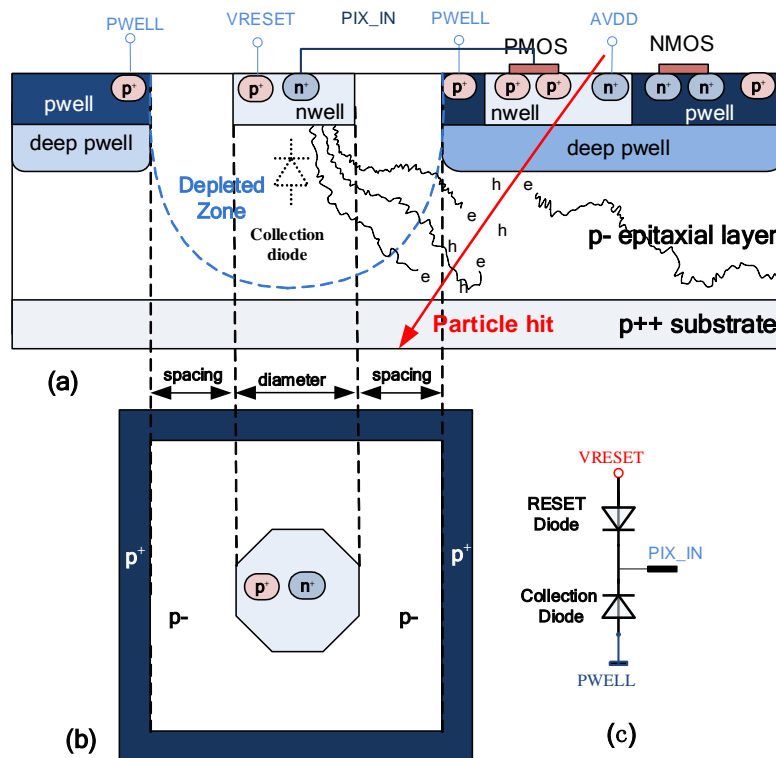 PWELL VRESET PIX_IN PWELL AVDD
PMOS NMOS
p+ p+ n+ p+ p+ p+ n+ n+ n+ p+
pwell nwell nwell pwell
deep pwell deep pwell
Depleted
Zone
Collection
diode
h e
e
h
h
e e
h
p- epitaxial layer
Particle hit p++ substrate
(a)
spacing diameter spacing
p+ p+
p+ n+
p- p-
(b)
VRESET
RESET
Diode
PIX_IN
Collection
Diode
PWELL
(c)